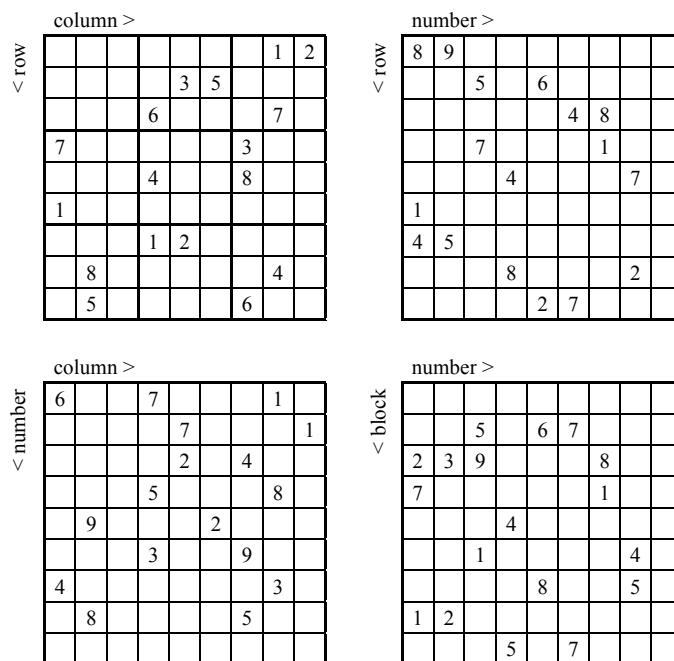 column > number >
< row 1 2 < row 8 9
3 5 5 6
6 7 4 8
7 3 7 1
4 8 4 7
1 1
1 2 4 5
8 4 8 2
5 6 2 7
column > number >
< number 6 7 1 < block
7 1 5 6 7
2 4 2 3 9 8
5 8 7 1
9 2 4
3 9 1 4
4 3 8 5
8 5 1 2
5 7